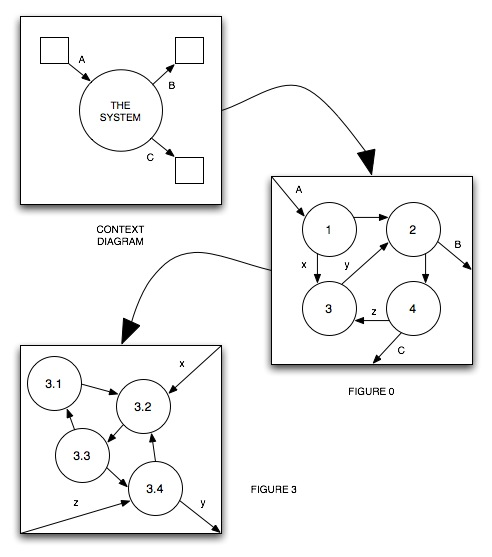 A
THE
SYSTEM
B
C
CONTEXT
DIAGRAM
A
1
2
B
x
y
3
z
4
C
FIGURE 0
x
3.1
3.2
3.3
3.4
z
y
FIGURE 3